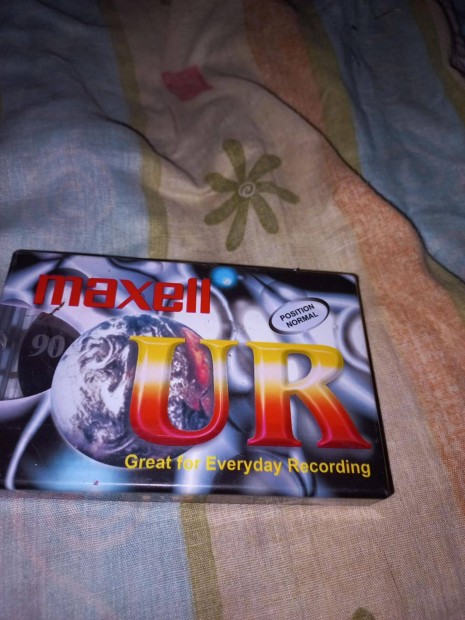 maxell
POSITION
NORMAL
90
UR
Great for Everyday Recording